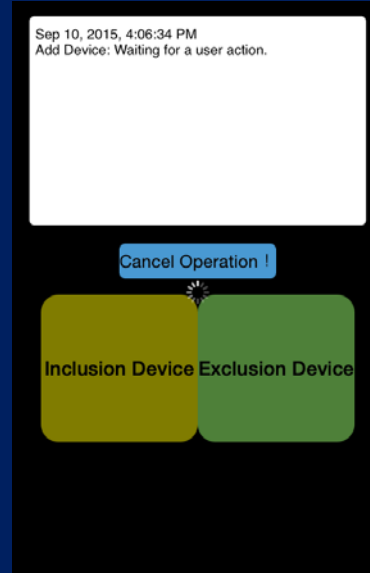 Sep 10, 2015, 4:06:34 PM
Add Device: Waiting for a user action.
Cancel Operation !
Inclusion Device
Exclusion Device